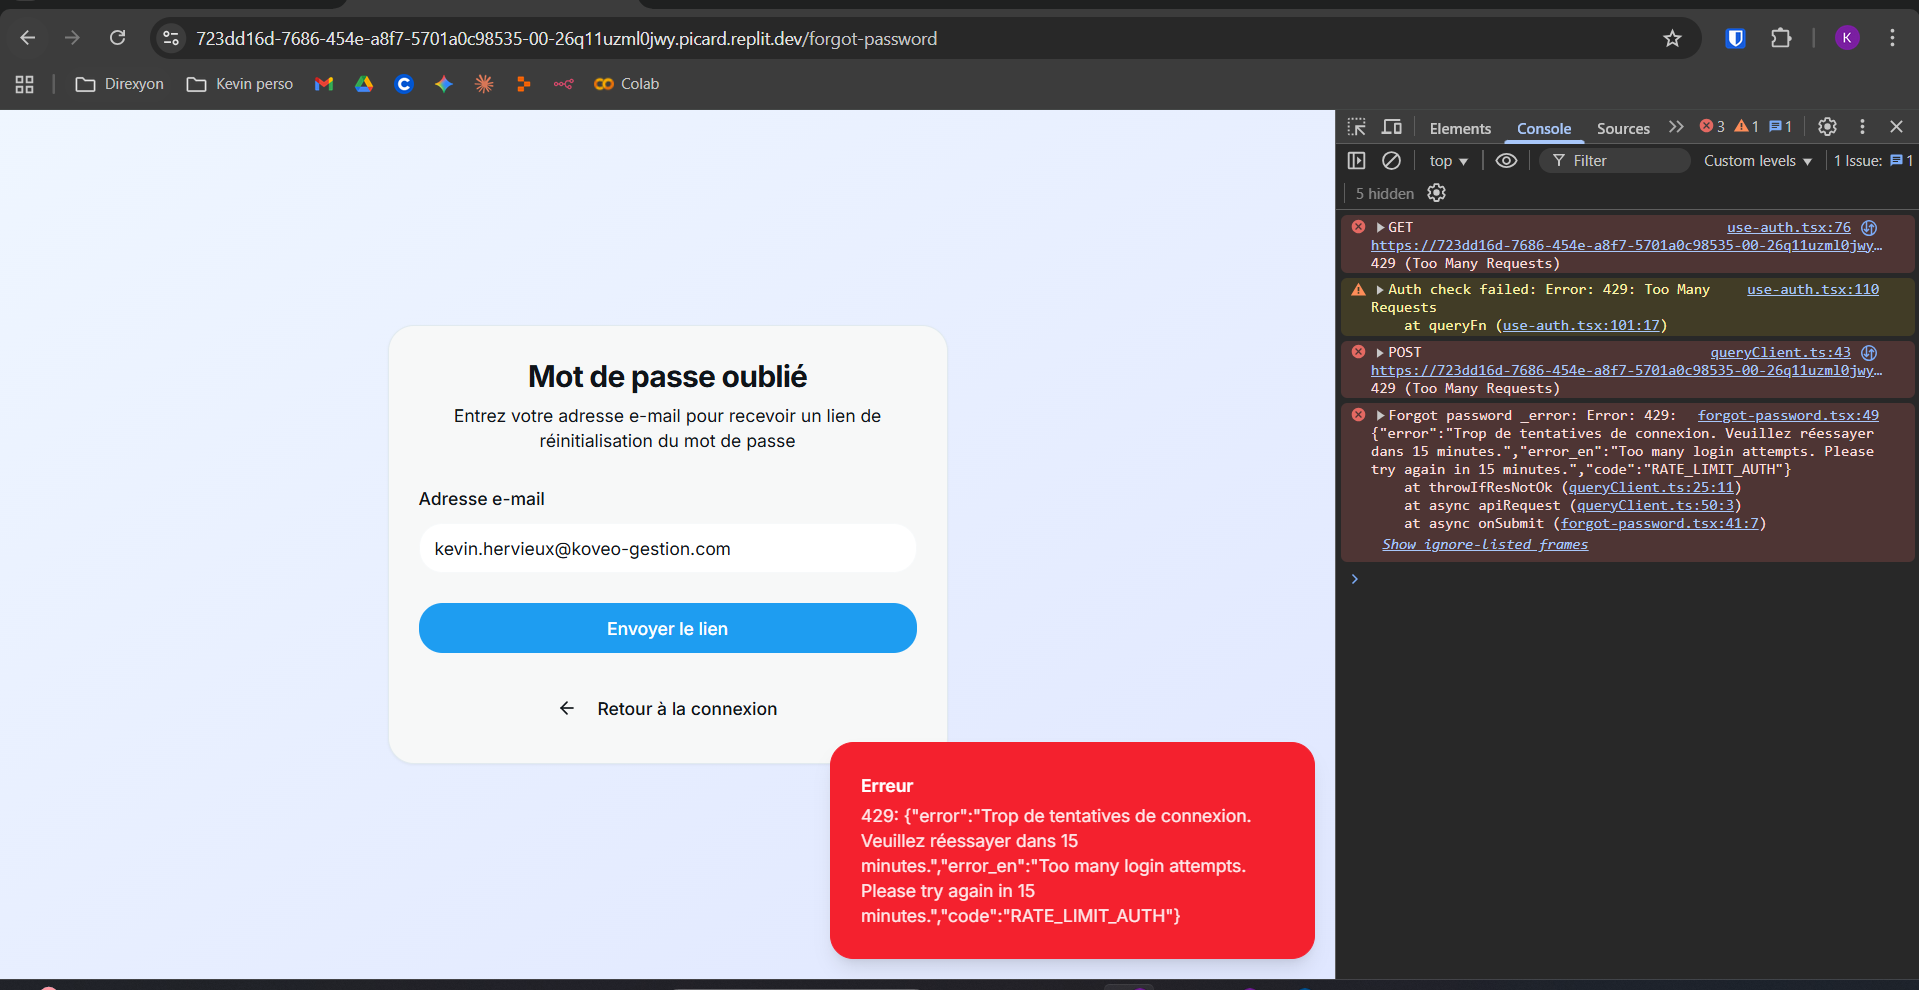 723dd16d-7686-454e-a8f7-5701a0c98535-00-26q11uzml0jwy.picard.replit.dev/forgot-password
K
Direxyon
Kevin perso
Colab
Mot de passe oublié
Entrez votre adresse e-mail pour recevoir un lien de
réinitialisation du mot de passe
Adresse e-mail
kevin.hervieux@koveo-gestion.com
Envoyer le lien
Retour à la connexion
Erreur
429: {"error":"Trop de tentatives de connexion.
Veuillez réessayer dans 15
minutes.","error_en":"Too many login attempts.
Please try again in 15
minutes.","code":"RATE_LIMIT_AUTH"}
Elements Console Sources 3 1 1
top Filter Custom levels 1 Issue: 1
5 hidden
GET use-auth.tsx:76
https://723dd16d-7686-454e-a8f7-5701a0c98535-00-26q11uzml0jwy…
429 (Too Many Requests)
Auth check failed: Error: 429: Too Many use-auth.tsx:110
Requests
at queryFn (use-auth.tsx:101:17)
POST queryClient.ts:43
https://723dd16d-7686-454e-a8f7-5701a0c98535-00-26q11uzml0jwy…
429 (Too Many Requests)
Forgot password _error: Error: 429: forgot-password.tsx:49
{"error":"Trop de tentatives de connexion. Veuillez réessayer
dans 15 minutes.","error_en":"Too many login attempts. Please
try again in 15 minutes.","code":"RATE_LIMIT_AUTH"}
at throwIfResNotOk (queryClient.ts:25:11)
at async apiRequest (queryClient.ts:50:3)
at async onSubmit (forgot-password.tsx:41:7)
Show ignore-listed frames